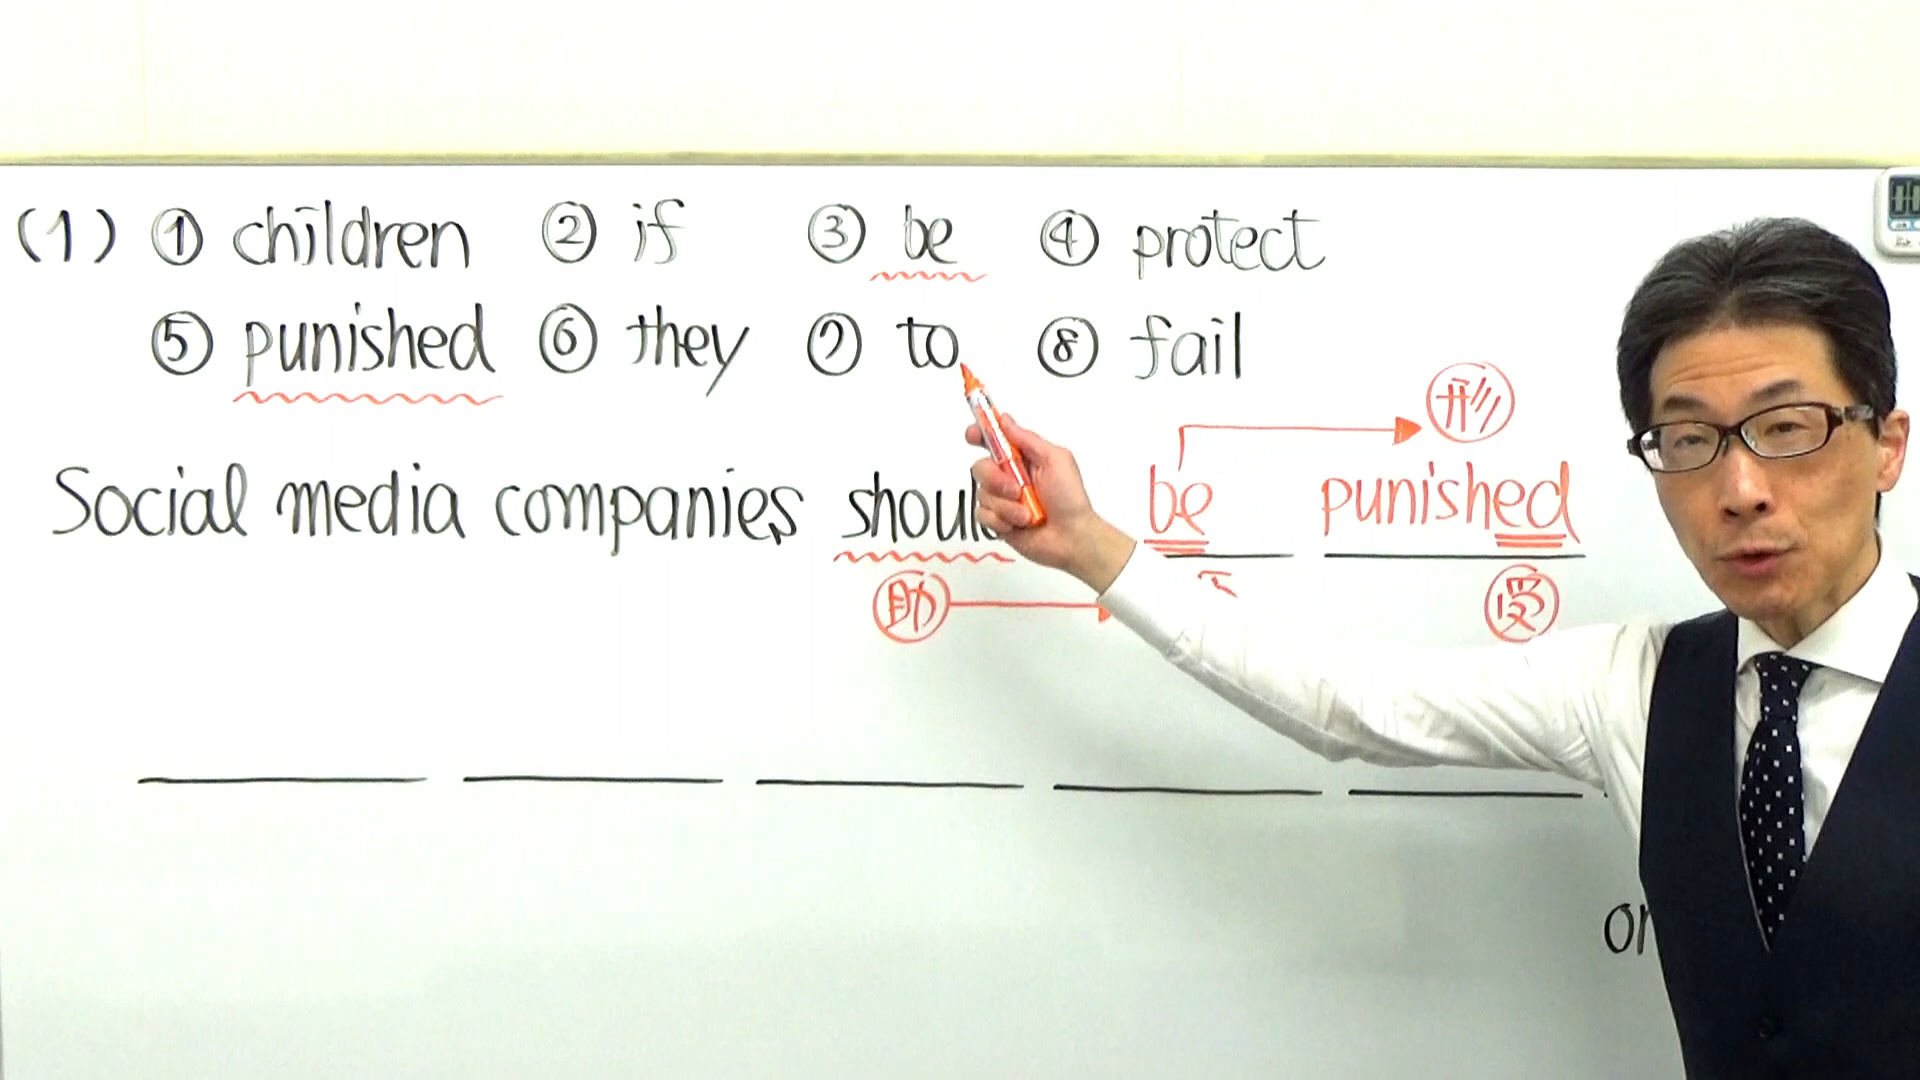 (1) ① children ② if ③ be ④ protect
⑤ punished ⑥ they ⑦ to ⑧ fail
形
Social media companies be punished
助 受